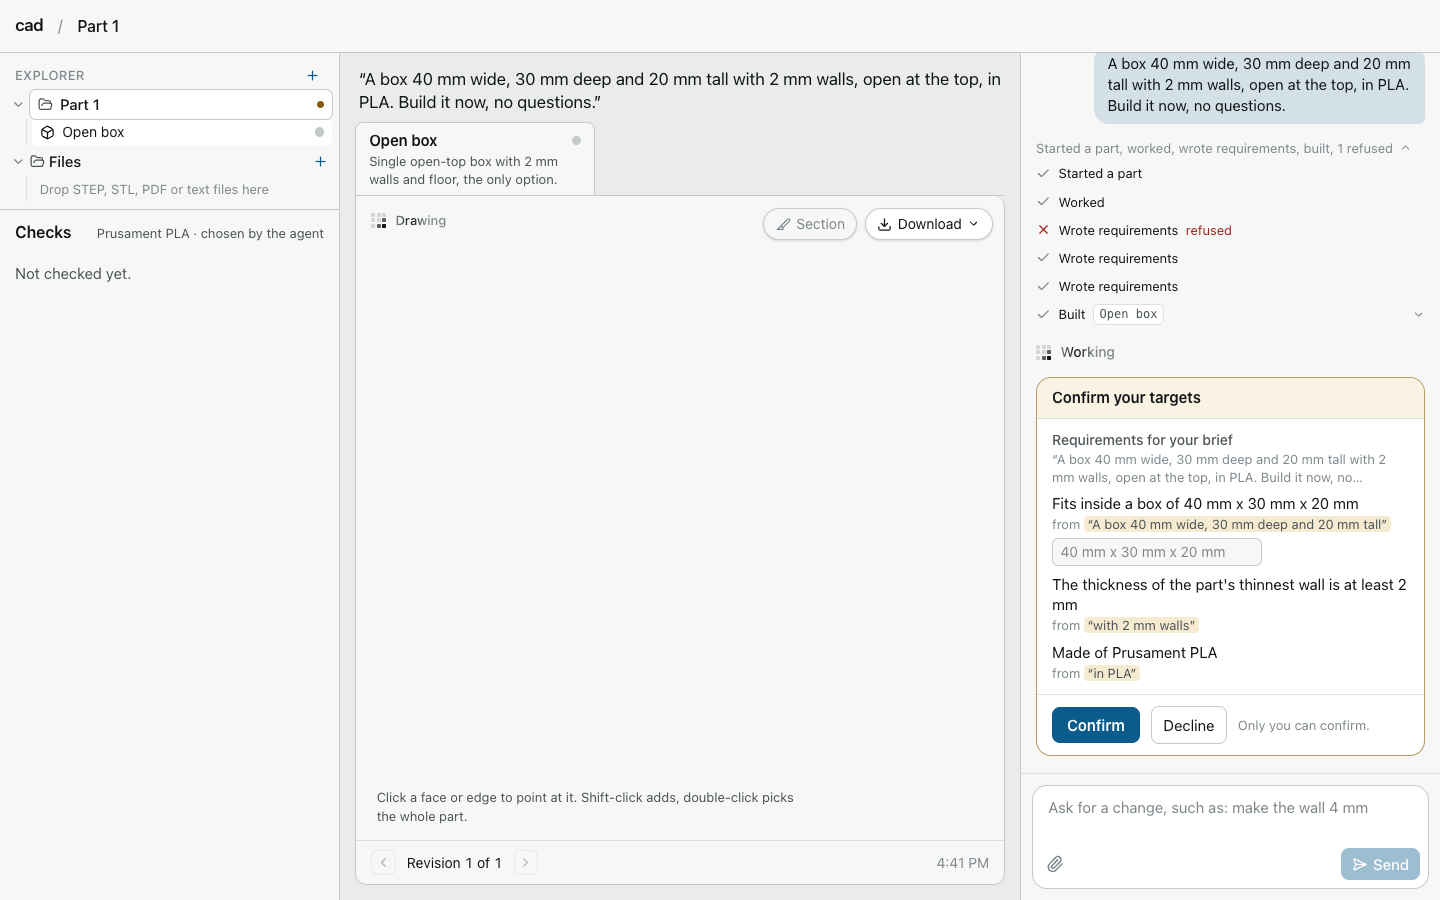 cad / Part 1
EXPLORER
Part 1
Open box
Files
Drop STEP, STL, PDF or text files here
Checks
Prusament PLA · chosen by the agent
Not checked yet.
“A box 40 mm wide, 30 mm deep and 20 mm tall with 2 mm walls, open at the top, in
PLA. Build it now, no questions.”
Open box
Single open-top box with 2 mm
walls and floor, the only option.
Drawing
Section
Download
Click a face or edge to point at it. Shift-click adds, double-click picks
the whole part.
Revision 1 of 1
4:41 PM
A box 40 mm wide, 30 mm deep and 20 mm
tall with 2 mm walls, open at the top, in PLA.
Build it now, no questions.
Started a part, worked, wrote requirements, built, 1 refused
Started a part
Worked
Wrote requirements refused
Wrote requirements
Wrote requirements
Built Open box
Working
Confirm your targets
Requirements for your brief
“A box 40 mm wide, 30 mm deep and 20 mm tall with 2
mm walls, open at the top, in PLA. Build it now, no...
Fits inside a box of 40 mm x 30 mm x 20 mm
from “A box 40 mm wide, 30 mm deep and 20 mm tall”
40 mm x 30 mm x 20 mm
The thickness of the part's thinnest wall is at least 2
mm
from “with 2 mm walls”
Made of Prusament PLA
from “in PLA”
Confirm
Decline
Only you can confirm.
Ask for a change, such as: make the wall 4 mm
Send